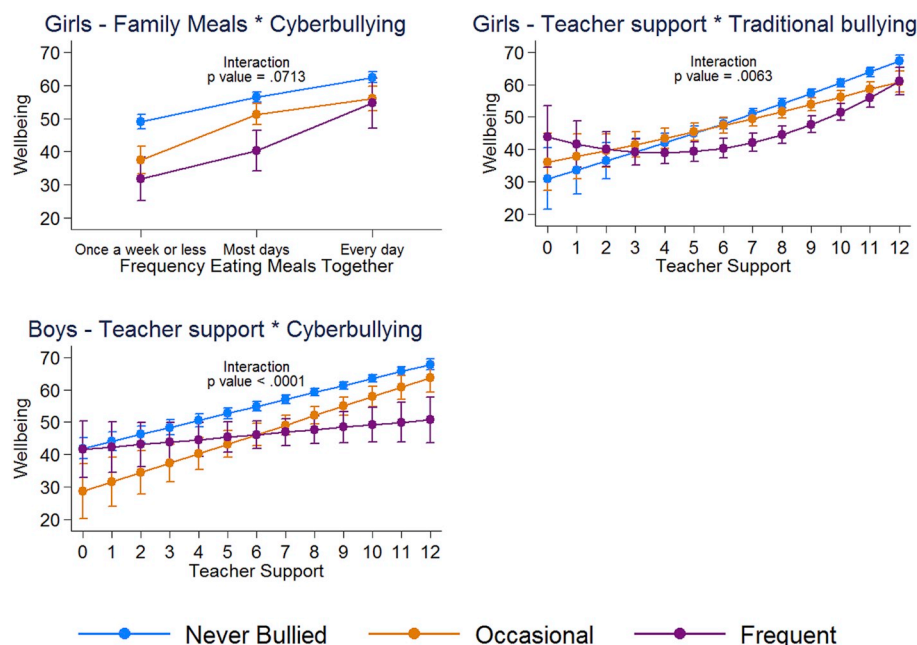 Girls - Family Meals * Cyberbullying
Interaction
p value = .0713
Wellbeing
70
60
50
40
30
20
Once a week or less Most days Every day
Frequency Eating Meals Together
Girls - Teacher support * Traditional bullying
Interaction
p value = .0063
Wellbeing
70
60
50
40
30
20
0 1 2 3 4 5 6 7 8 9 10 11 12
Teacher Support
Boys - Teacher support * Cyberbullying
Interaction
p value < .0001
Wellbeing
70
60
50
40
30
20
0 1 2 3 4 5 6 7 8 9 10 11 12
Teacher Support
Never Bullied Occasional Frequent